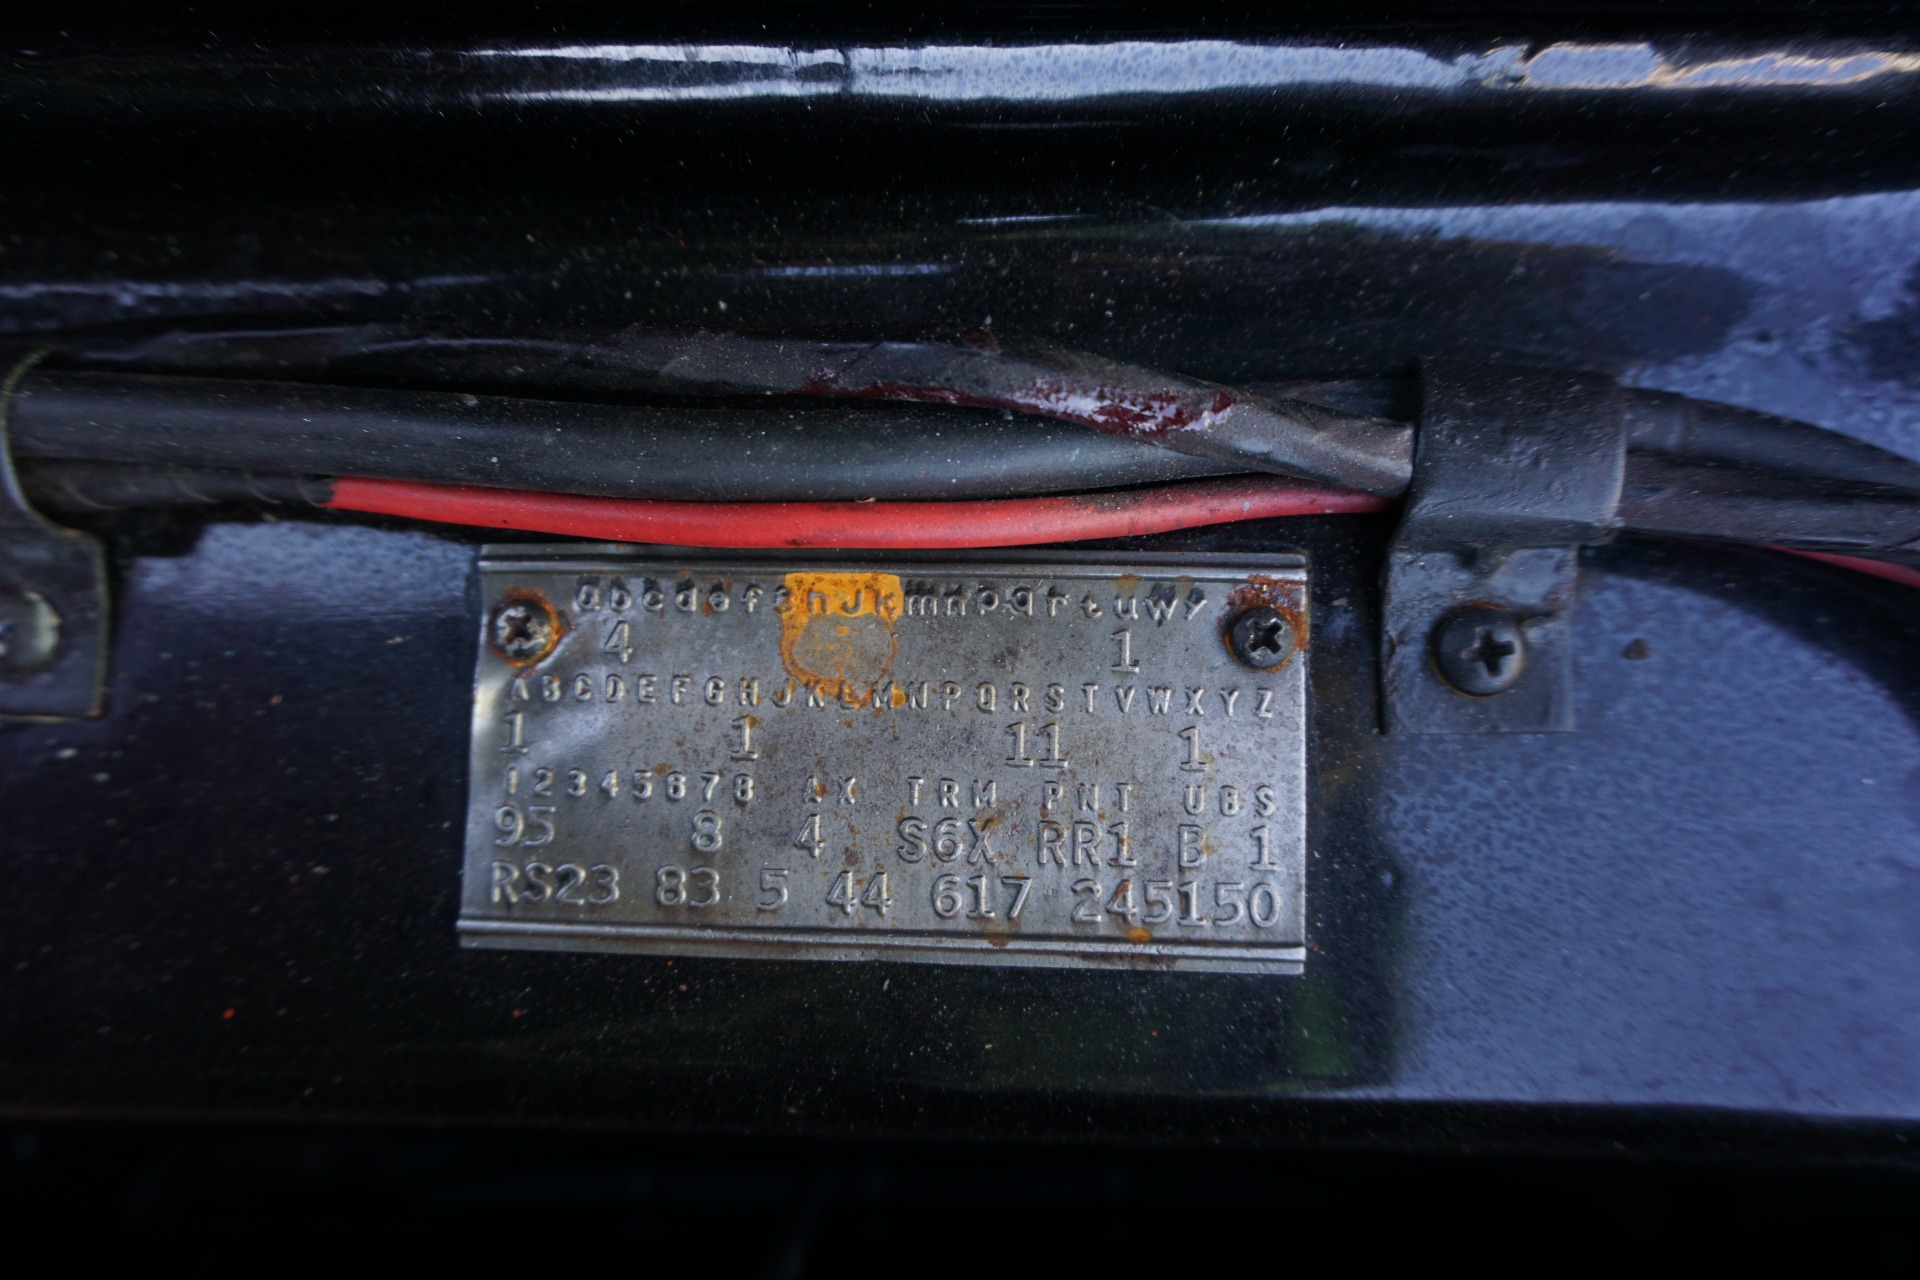 abcdefghJkmnpqrtuwy
4 1
ABCDEFGHJKLMNPQRSTVWXYZ
1 1 11 1
12345678 AX TRM PNT UBS
95 8 4 S6X RR1 B 1
RS23 83 5 44 617 245150